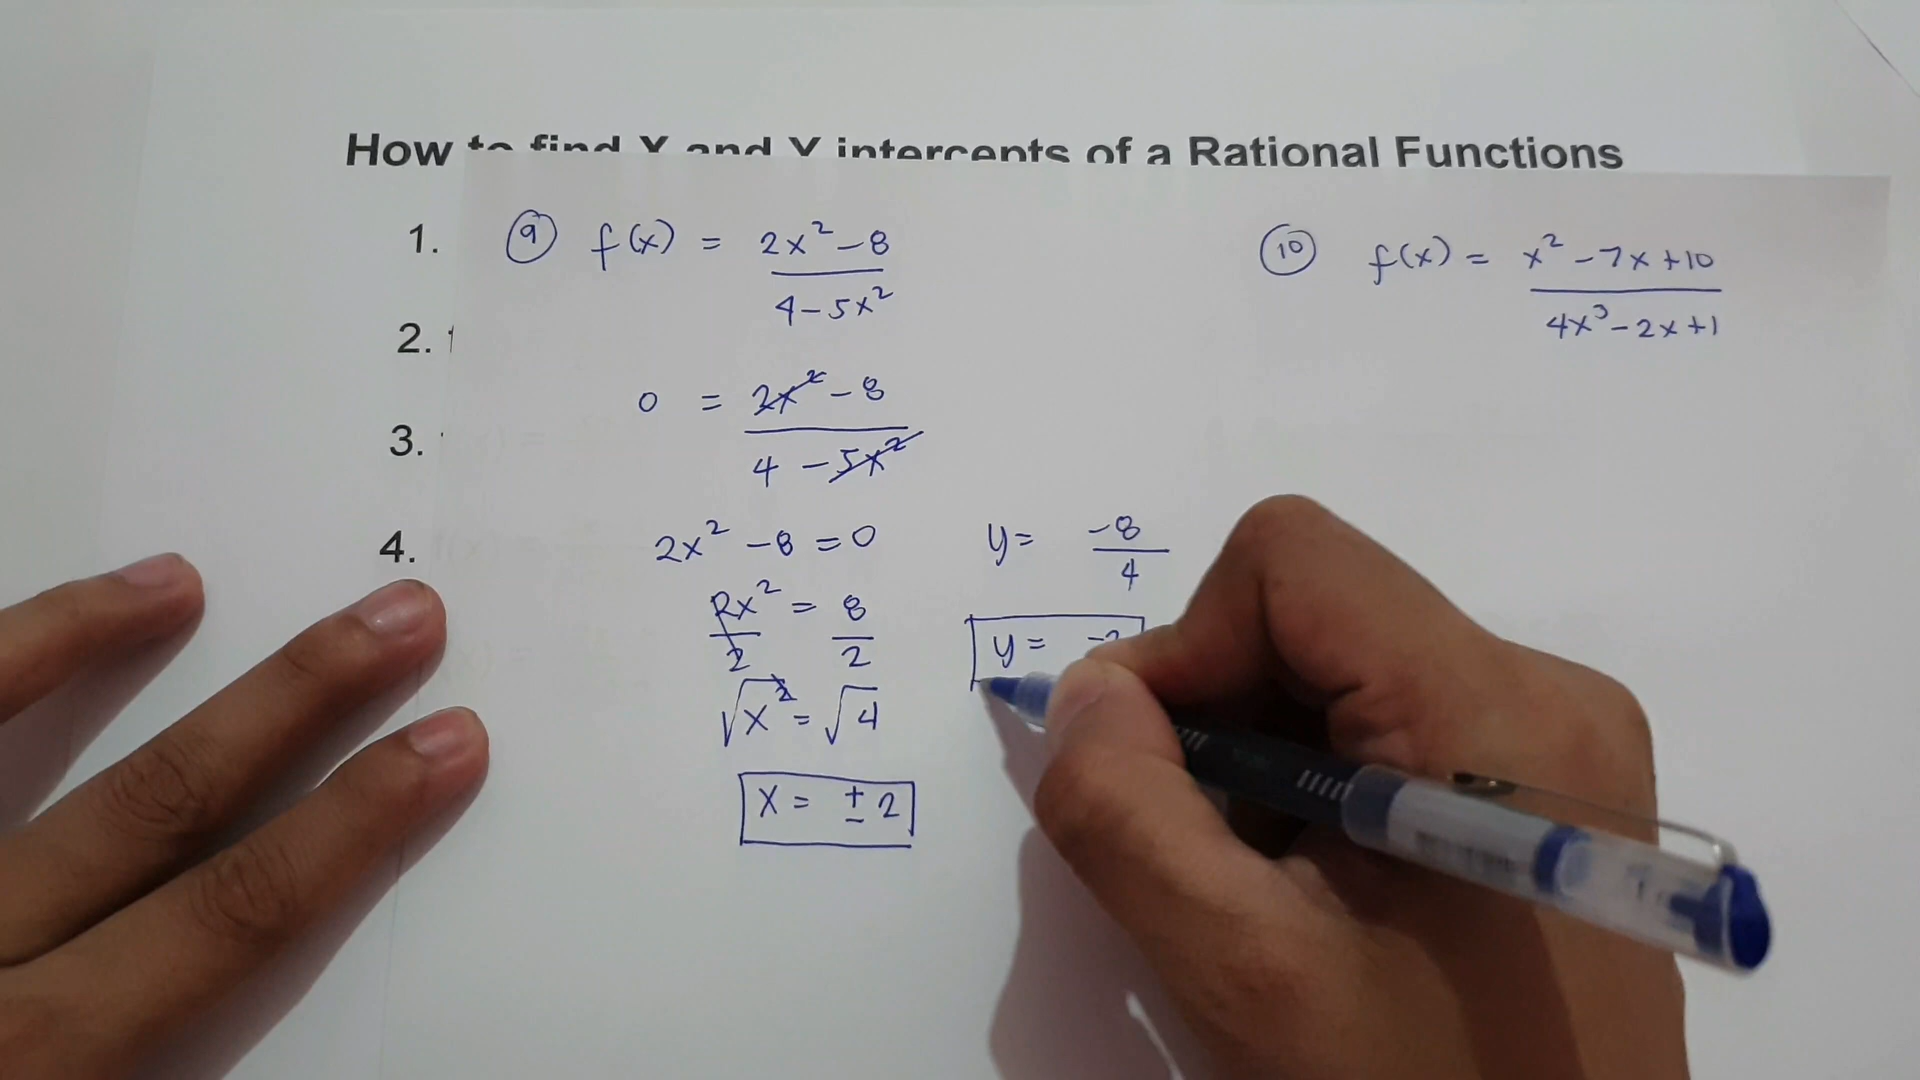 How to find X and Y intercepts of a Rational Functions
1.
9 f(x) = 2x² - 8
4 - 5x²
10 f(x) = x² - 7x + 10
4x³ - 2x + 1
2.
0 = 2x² - 8
4 - 5x²
3.
4.
2x² - 8 = 0
2x² = 8
2 2
√x² = √4
x = ± 2
y = -8
4
y = -2